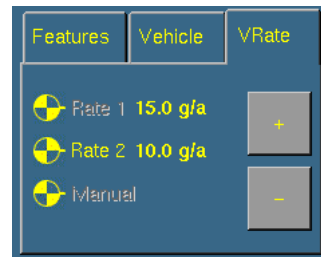 Features Vehicle VRate
Rate 1 15.0 g/a
+
Rate 2 10.0 g/a
Manual
-